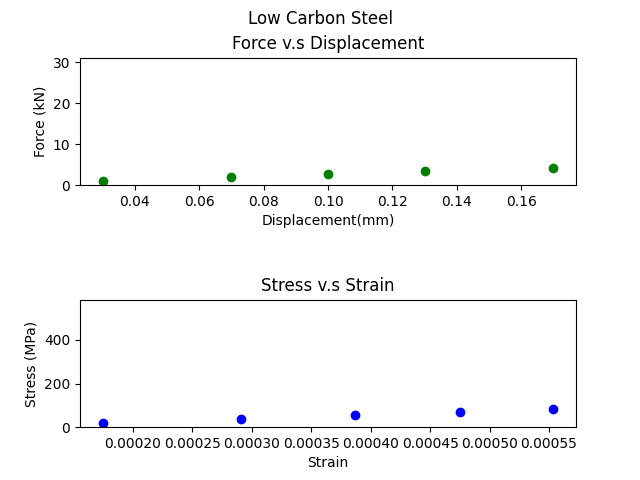 Low Carbon Steel
Force v.s Displacement
30
20
10
0
Force (kN)
0.04 0.06 0.08 0.10 0.12 0.14 0.16
Displacement(mm)
Stress v.s Strain
400
200
0
Stress (MPa)
0.00020 0.00025 0.00030 0.00035 0.00040 0.00045 0.00050 0.00055
Strain